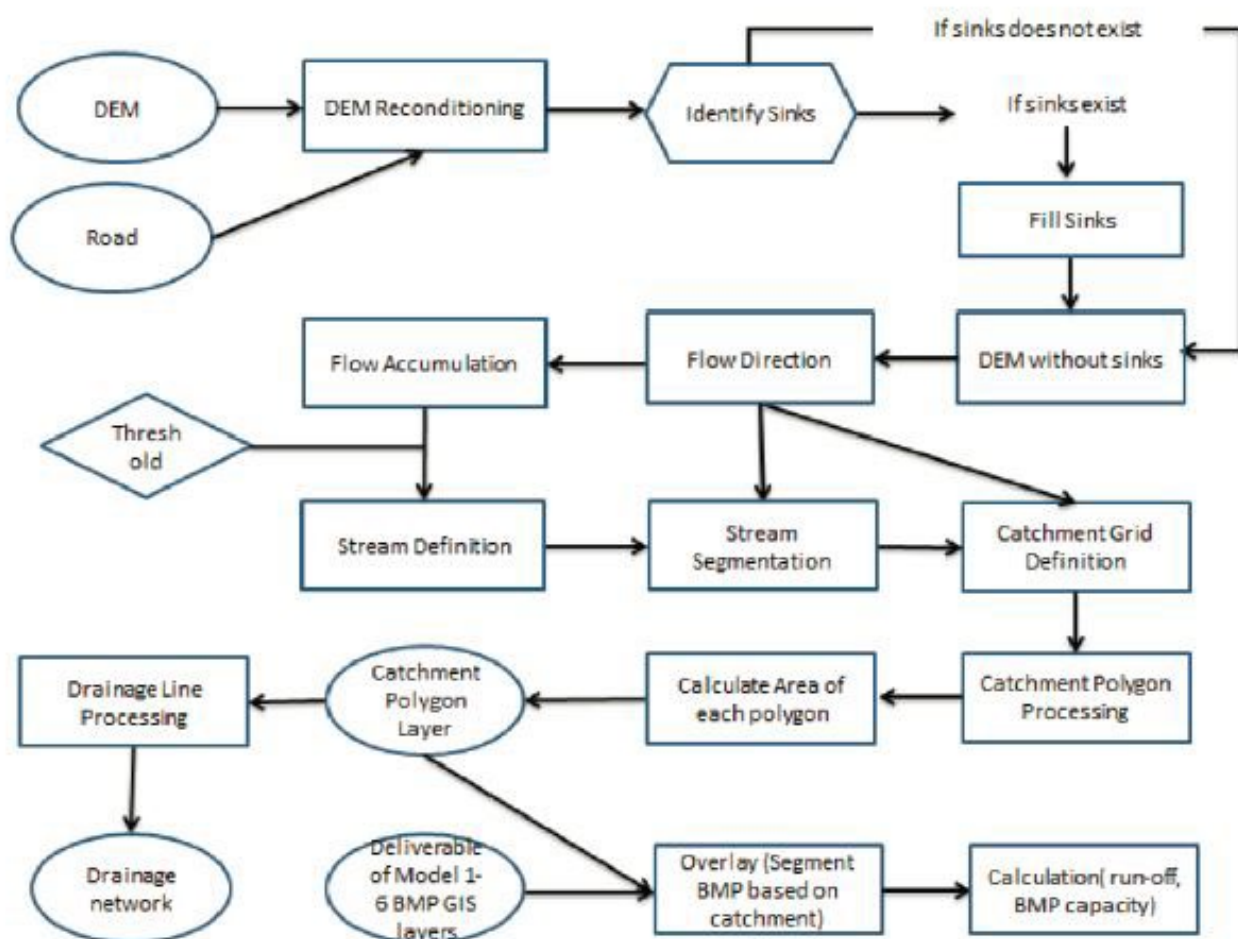 If sinks does not exist
DEM
DEM Reconditioning
Identify Sinks
If sinks exist
Road
Fill Sinks
Flow Accumulation
Flow Direction
DEM without sinks
Thresh
old
Stream Definition
Stream
Segmentation
Catchment Grid
Definition
Drainage Line
Processing
Catchment
Polygon
Layer
Calculate Area of
each polygon
Catchment Polygon
Processing
Drainage
network
Deliverable
of Model 1-
6 BMP GIS
layers
Overlay (Segment
BMP based on
catchment)
Calculation( run-off,
BMP capacity)